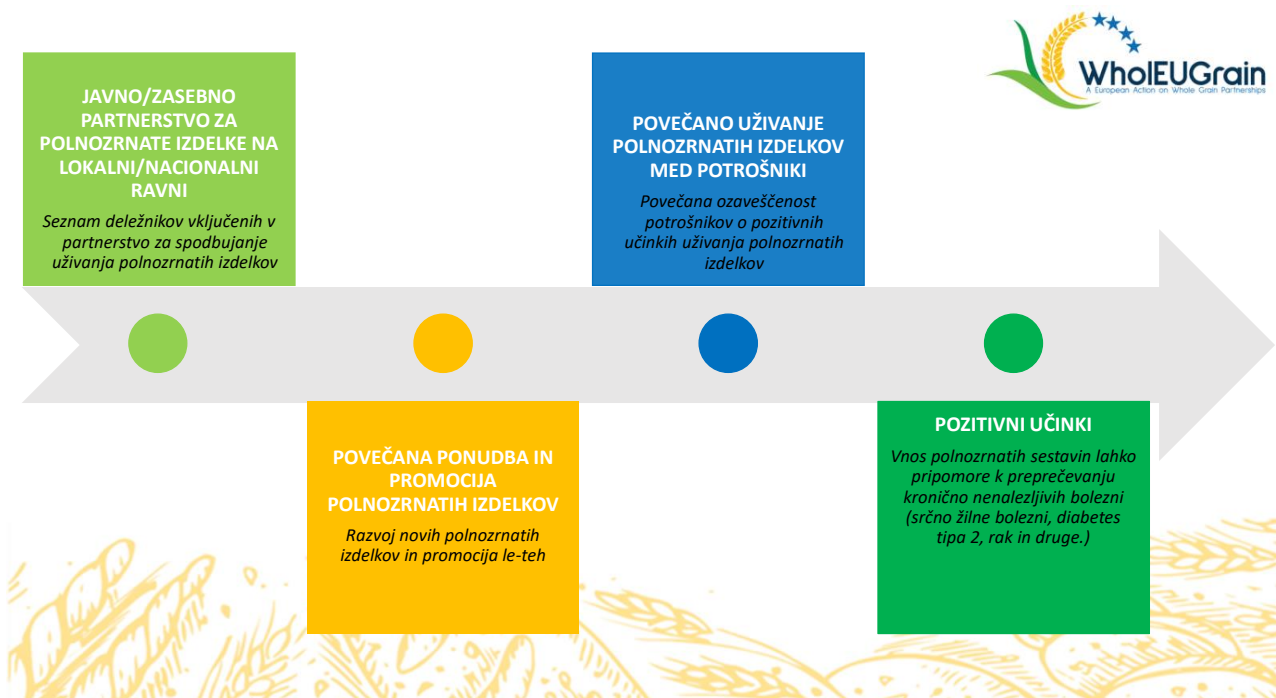 WholEUGrain
A European Action on Whole Grain Partnerships
JAVNO/ZASEBNO
PARTNERSTVO ZA
POLNOZRNATE IZDELKE NA
LOKALNI/NACIONALNI
RAVNI
Seznam deležnikov vključenih v
partnerstvo za spodbujanje
uživanja polnozrnatih izdelkov
POVEČANA PONUDBA IN
PROMOCIJA
POLNOZRNATIH IZDELKOV
Razvoj novih polnozrnatih
izdelkov in promocija le-teh
POVEČANO UŽIVANJE
POLNOZRNATIH IZDELKOV
MED POTROŠNIKI
Povečana ozaveščenost
potrošnikov o pozitivnih
učinkih uživanja polnozrnatih
izdelkov
POZITIVNI UČINKI
Vnos polnozrnatih sestavin lahko
pripomore k preprečevanju
kronično nenalezljivih bolezni
(srčno žilne bolezni, diabetes
tipa 2, rak in druge.)